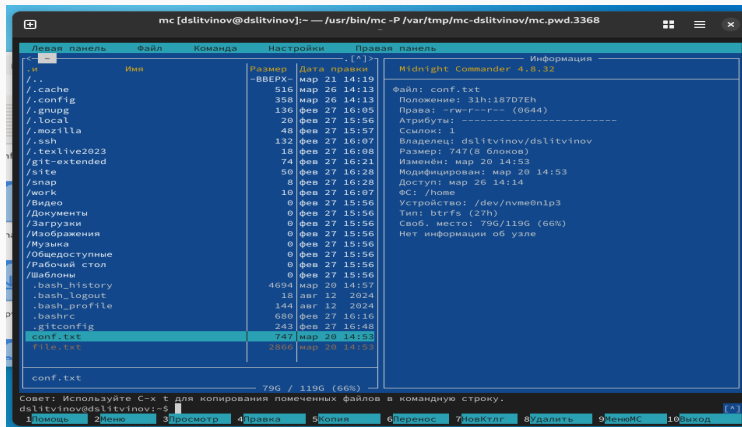 mc [dslitvinov@dslitvinov]:~ — /usr/bin/mc -P /var/tmp/mc-dslitvinov/mc.pwd.3368
Левая панель Файл Команда Настройки Правая панель
<— ~ .[^]>
.и Имя Размер Дата правки
/.. -ВВЕРХ- мар 21 14:19
/.cache 516 мар 26 14:13
/.config 358 мар 26 14:13
/.gnupg 136 фев 27 16:05
/.local 20 фев 27 15:56
/.mozilla 48 фев 27 15:57
/.ssh 132 фев 27 16:07
/.texlive2023 18 фев 27 16:08
/git-extended 74 фев 27 16:21
/site 50 фев 27 16:28
/snap 8 фев 27 16:28
/work 10 фев 27 16:07
/Видео 0 фев 27 15:56
/Документы 0 фев 27 15:56
/Загрузки 0 фев 27 15:56
/Изображения 0 фев 27 15:56
/Музыка 0 фев 27 15:56
/Общедоступные 0 фев 27 15:56
/Рабочий стол 0 фев 27 15:56
/Шаблоны 0 фев 27 15:56
.bash_history 4694 мар 20 14:57
.bash_logout 18 авг 12 2024
.bash_profile 144 авг 12 2024
.bashrc 680 фев 27 16:16
.gitconfig 243 фев 27 16:48
conf.txt 747 мар 20 14:53
file.txt 2866 мар 20 14:53
conf.txt
79G / 119G (66%)
Информация
Midnight Commander 4.8.32
Файл: conf.txt
Положение: 31h:187D7Eh
Права: -rw-r--r-- (0644)
Атрибуты: --------------------------
Ссылок: 1
Владелец: dslitvinov/dslitvinov
Размер: 747(8 блоков)
Изменён: мар 20 14:53
Модифицирован: мар 20 14:53
Доступ: мар 26 14:14
ФС: /home
Устройство: /dev/nvme0n1p3
Тип: btrfs (27h)
Своб. место: 79G/119G (66%)
Нет информации об узле
Совет: Используйте C-x t для копирования помеченных файлов в командную строку.
dslitvinov@dslitvinov:~$ [^]
1Помощь 2Меню 3Просмотр 4Правка 5Копия 6Перенос 7НовКтлг 8Удалить 9МенюМС 10Выход